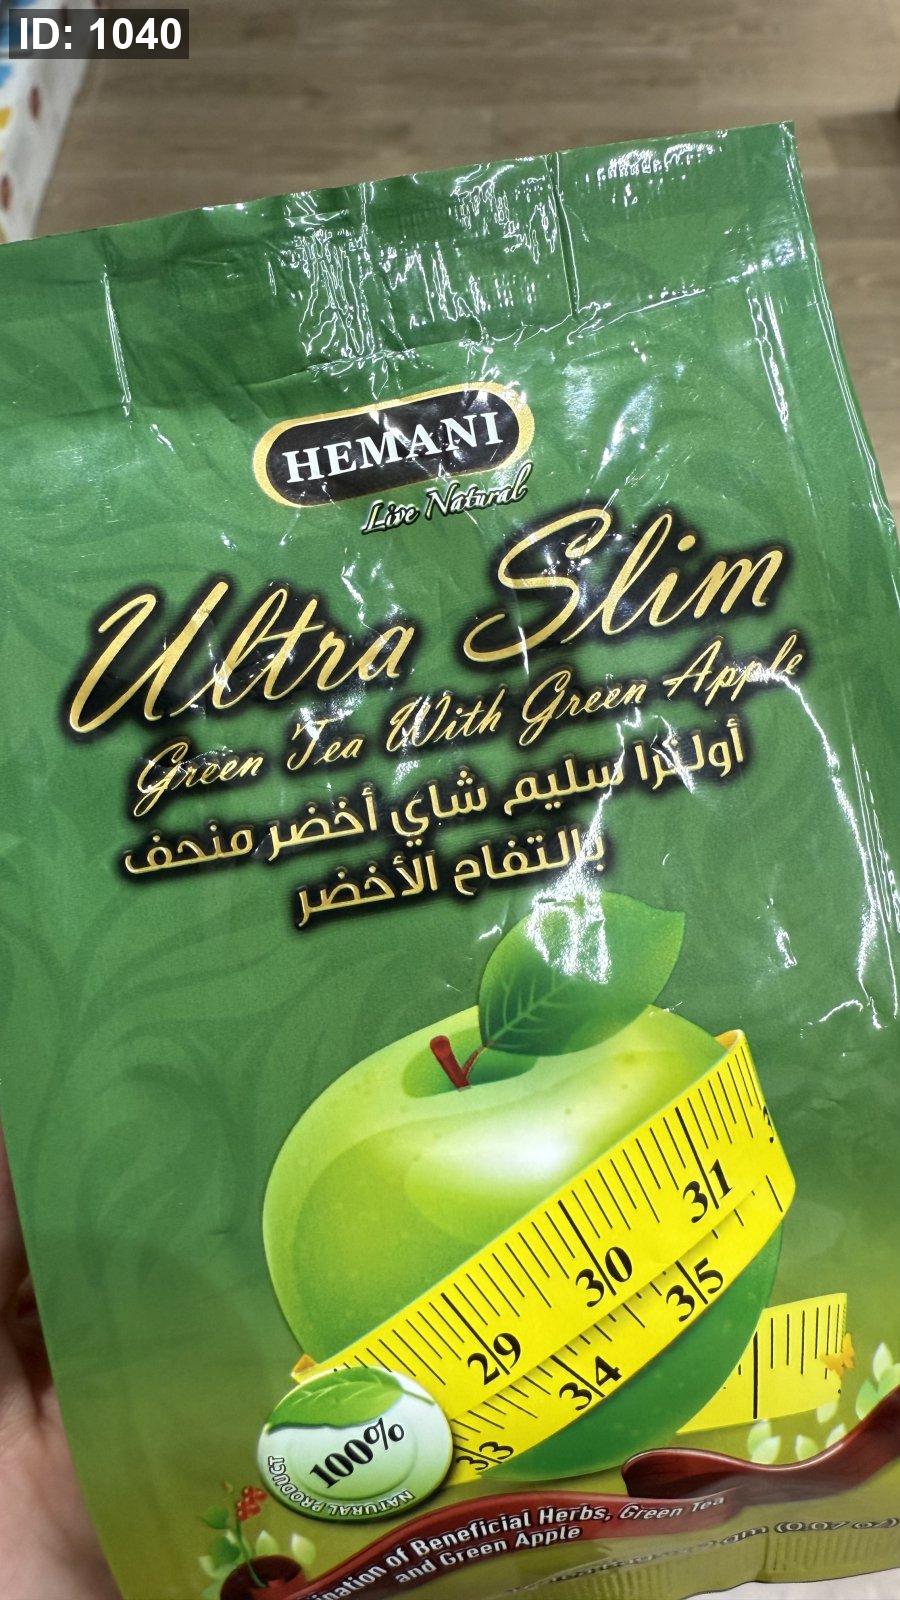 ID: 1040
HEMANI
Live Natural
Ultra Slim
Green Tea With Green Apple
أولترا سليم شاي أخضر منحف
بالتفاح الأخضر
31
30
29
35
34
33
100%
NATURAL PRODUCT
of Beneficial Herbs, Green Tea
and Green Apple